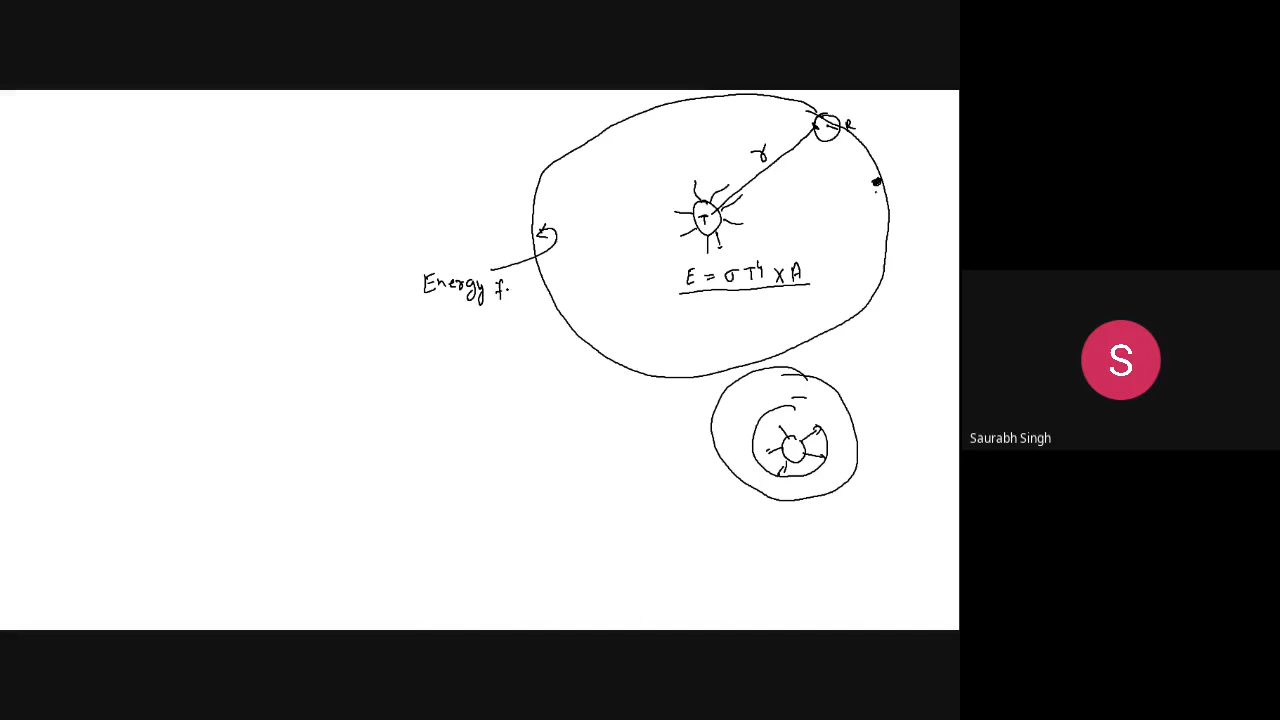 R
r
T
E = σT⁴ × A
Energy f.
S
Saurabh Singh